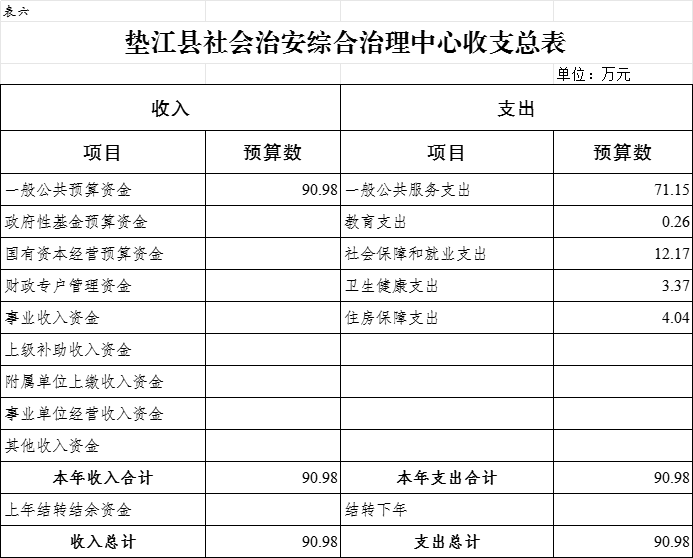 表六
垫江县社会治安综合治理中心收支总表
单位：万元
收入 支出
项目 预算数 项目 预算数
一般公共预算资金 90.98 一般公共服务支出 71.15
政府性基金预算资金 教育支出 0.26
国有资本经营预算资金 社会保障和就业支出 12.17
财政专户管理资金 卫生健康支出 3.37
事业收入资金 住房保障支出 4.04
上级补助收入资金
附属单位上缴收入资金
事业单位经营收入资金
其他收入资金
本年收入合计 90.98 本年支出合计 90.98
上年结转结余资金 结转下年
收入总计 90.98 支出总计 90.98